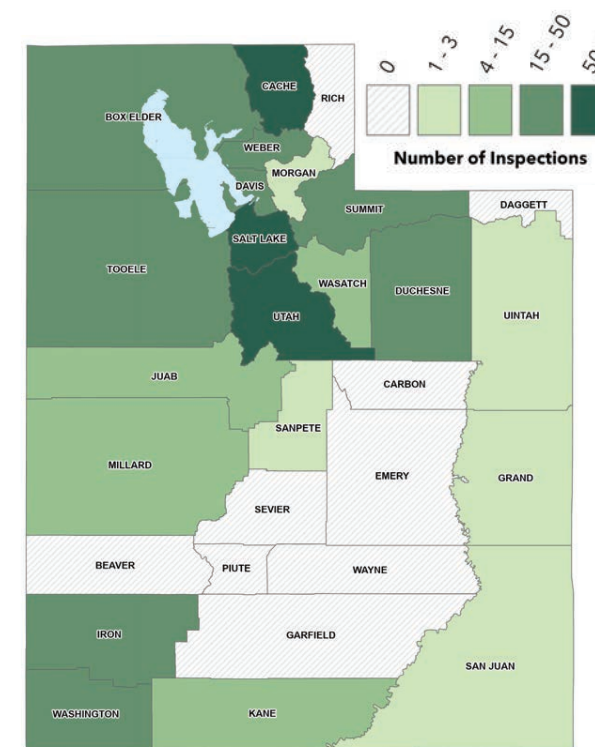 0
1 - 3
4 - 15
15 - 50
Number of Inspections
CACHE
RICH
BOX ELDER
WEBER
MORGAN
DAVIS
SUMMIT
DAGGETT
SALT LAKE
TOOELE
WASATCH
DUCHESNE
UINTAH
UTAH
JUAB
CARBON
SANPETE
MILLARD
EMERY
GRAND
SEVIER
BEAVER
PIUTE
WAYNE
IRON
GARFIELD
SAN JUAN
WASHINGTON
KANE